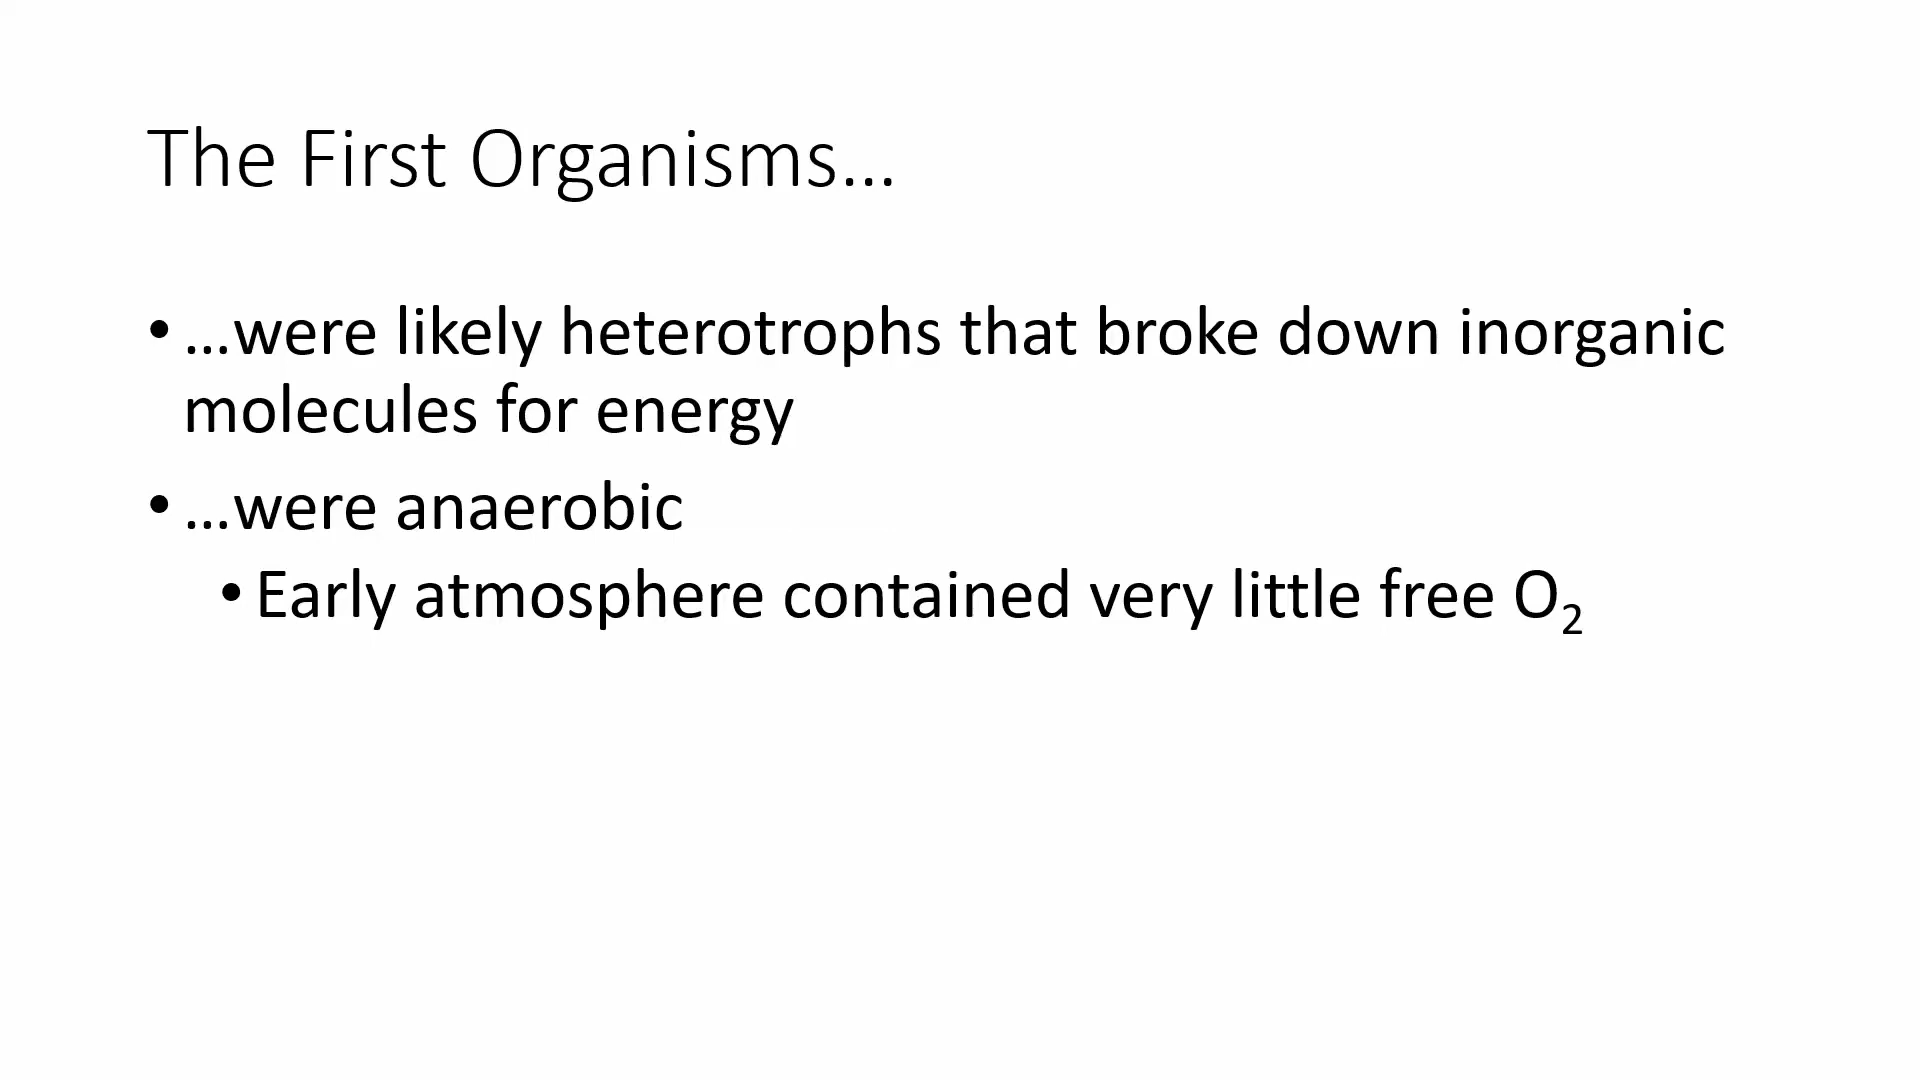 The First Organisms…
• …were likely heterotrophs that broke down inorganic
molecules for energy
• …were anaerobic
• Early atmosphere contained very little free O₂